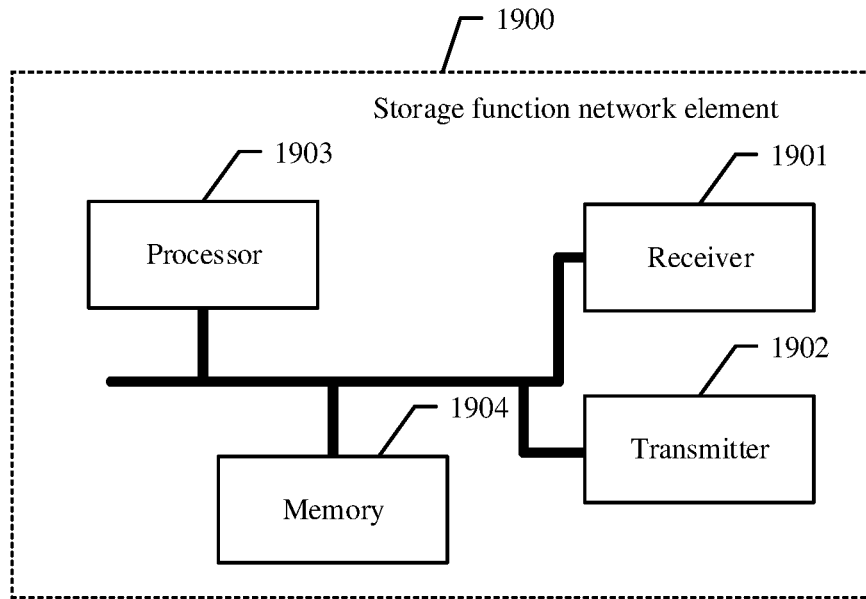 1900
Storage function network element
1903
1901
Processor
Receiver
1902
1904
Transmitter
Memory